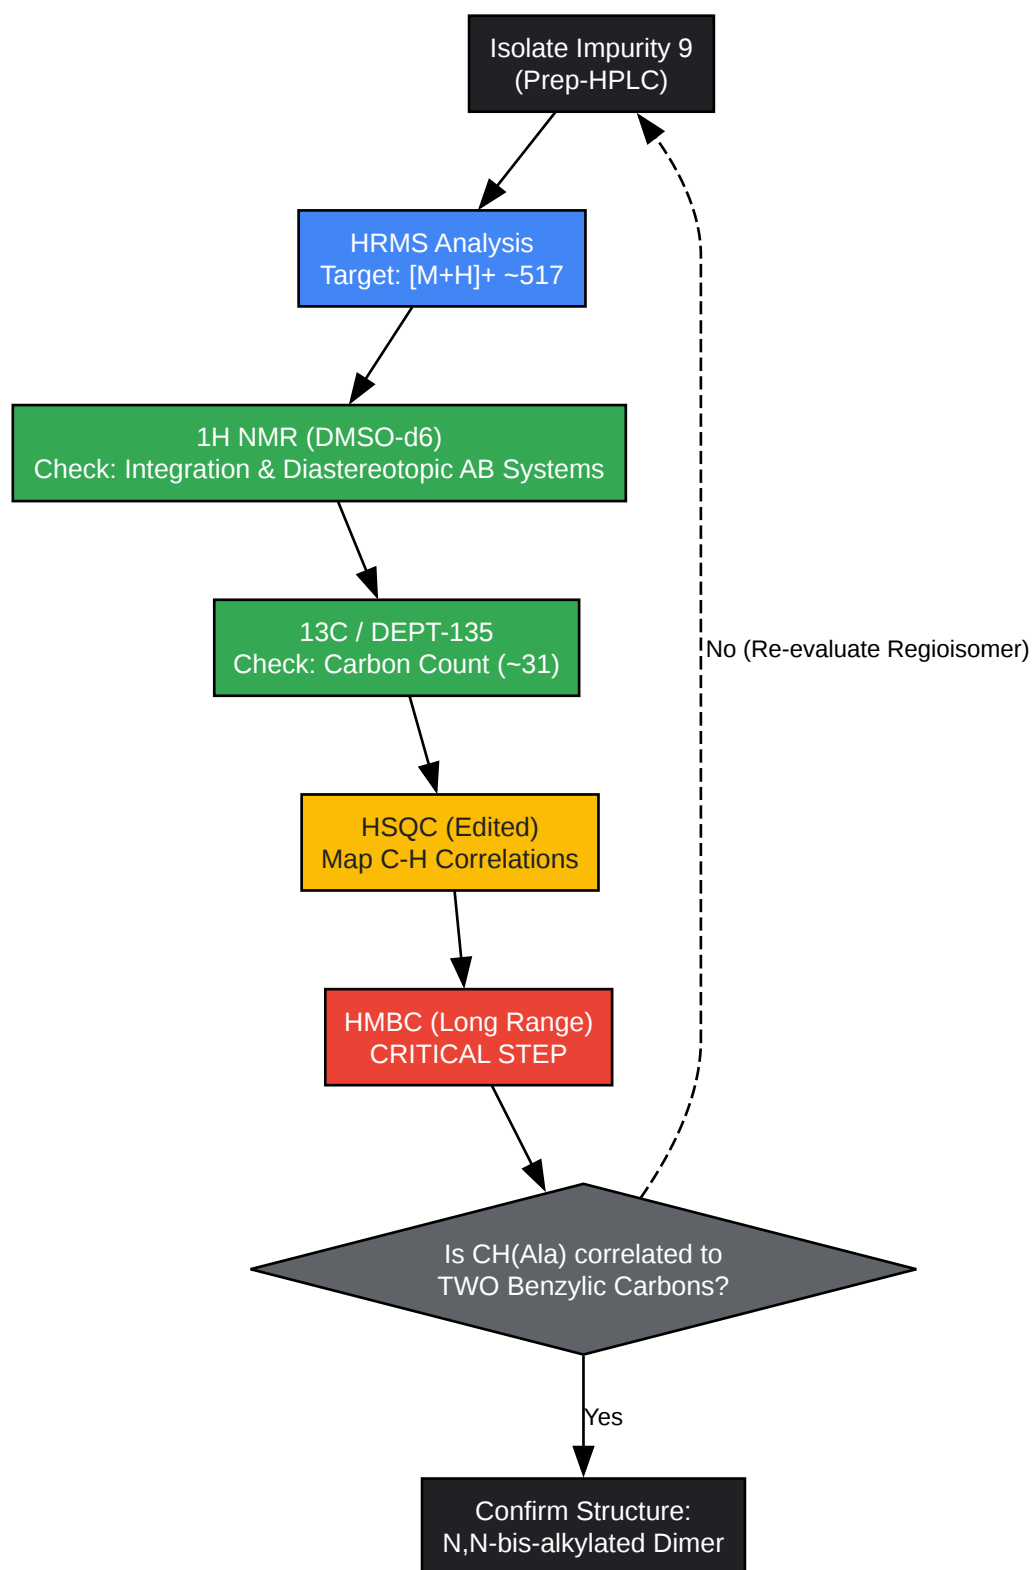 Isolate Impurity 9
(Prep-HPLC)
HRMS Analysis
Target: [M+H]+ ~517
1H NMR (DMSO-d6)
Check: Integration & Diastereotopic AB Systems
13C / DEPT-135
Check: Carbon Count (~31)
No (Re-evaluate Regioisomer)
HSQC (Edited)
Map C-H Correlations
HMBC (Long Range)
CRITICAL STEP
Is CH(Ala) correlated to
TWO Benzylic Carbons?
Yes
Confirm Structure:
N,N-bis-alkylated Dimer